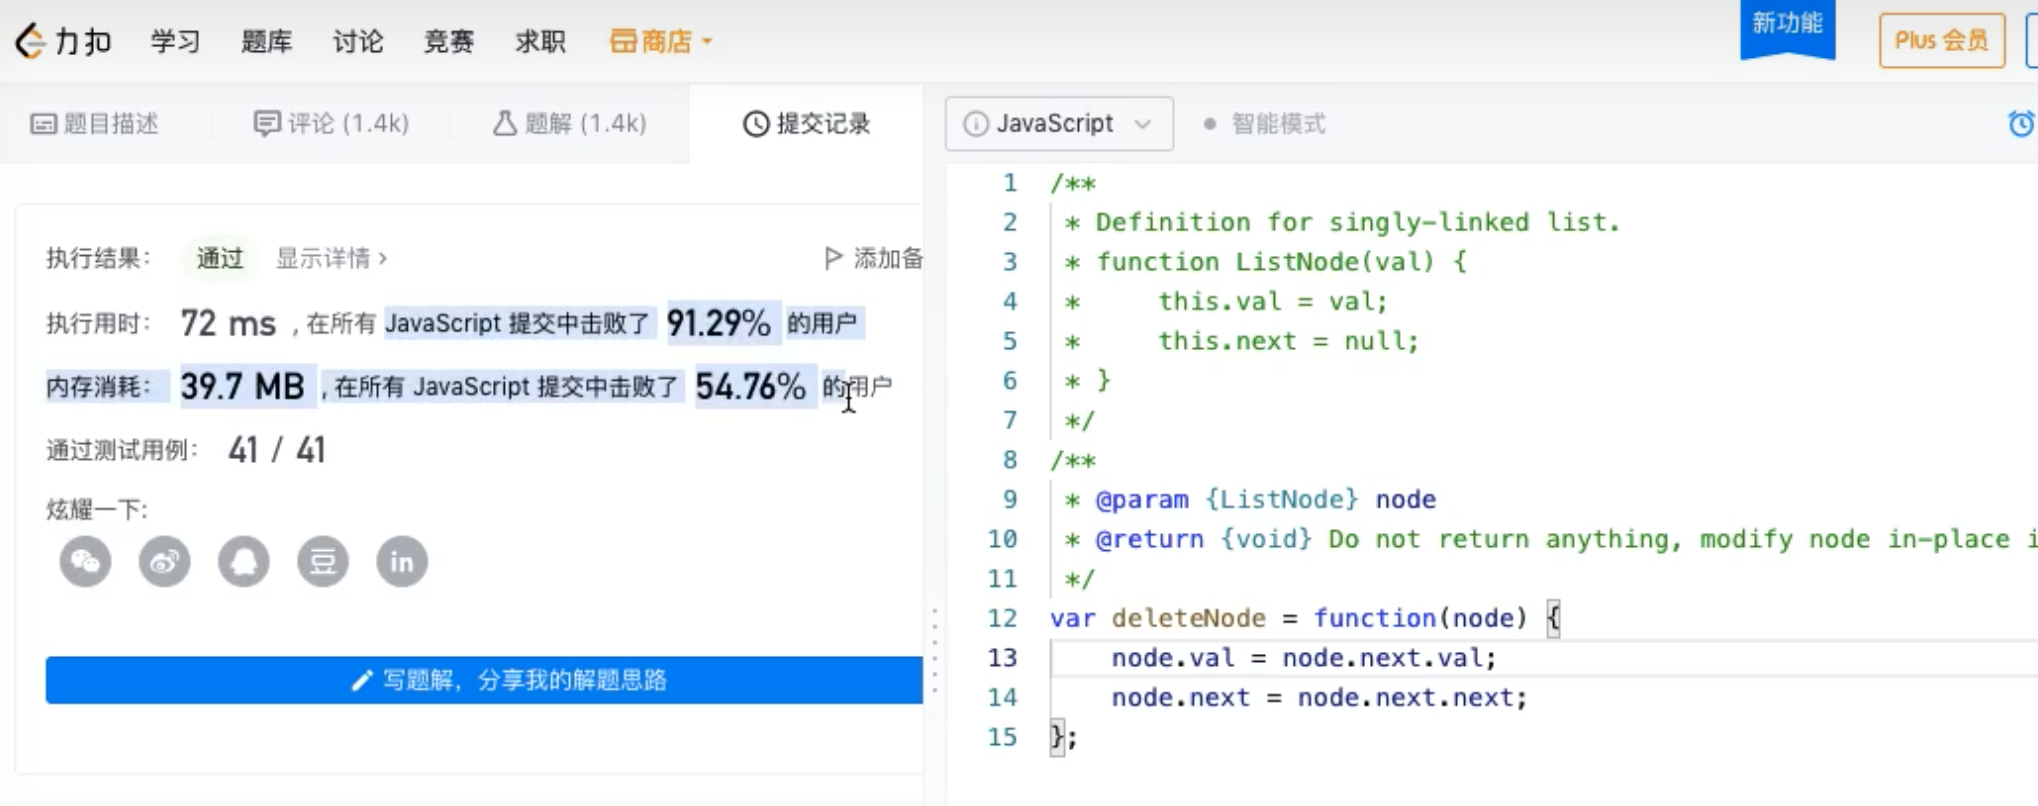 力扣 学习 题库 讨论 竞赛 求职 商店 新功能 Plus 会员
题目描述 评论 (1.4k) 题解 (1.4k) 提交记录
执行结果： 通过 显示详情 › 添加备
执行用时： 72 ms , 在所有 JavaScript 提交中击败了 91.29% 的用户
内存消耗： 39.7 MB , 在所有 JavaScript 提交中击败了 54.76% 的用户
通过测试用例： 41 / 41
炫耀一下:
豆 in
写题解，分享我的解题思路
JavaScript 智能模式
1 /**
2 * Definition for singly-linked list.
3 * function ListNode(val) {
4 *     this.val = val;
5 *     this.next = null;
6 * }
7 */
8 /**
9 * @param {ListNode} node
10 * @return {void} Do not return anything, modify node in-place i
11 */
12 var deleteNode = function(node) {
13     node.val = node.next.val;
14     node.next = node.next.next;
15 };